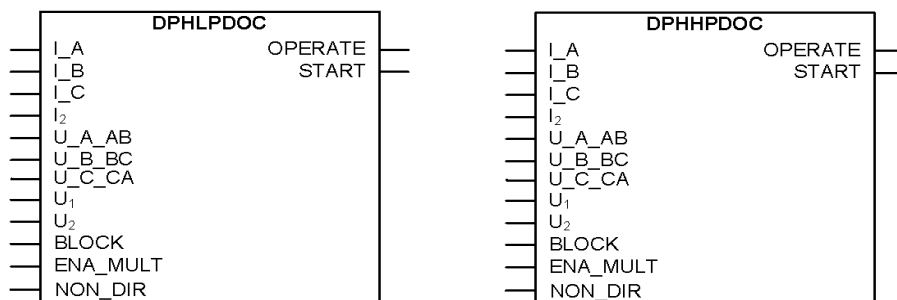 DPHLPDOC
I_A OPERATE
I_B START
I_C
I₂
U_A_AB
U_B_BC
U_C_CA
U₁
U₂
BLOCK
ENA_MULT
NON_DIR
DPHHPDOC
I_A OPERATE
I_B START
I_C
I₂
U_A_AB
U_B_BC
U_C_CA
U₁
U₂
BLOCK
ENA_MULT
NON_DIR